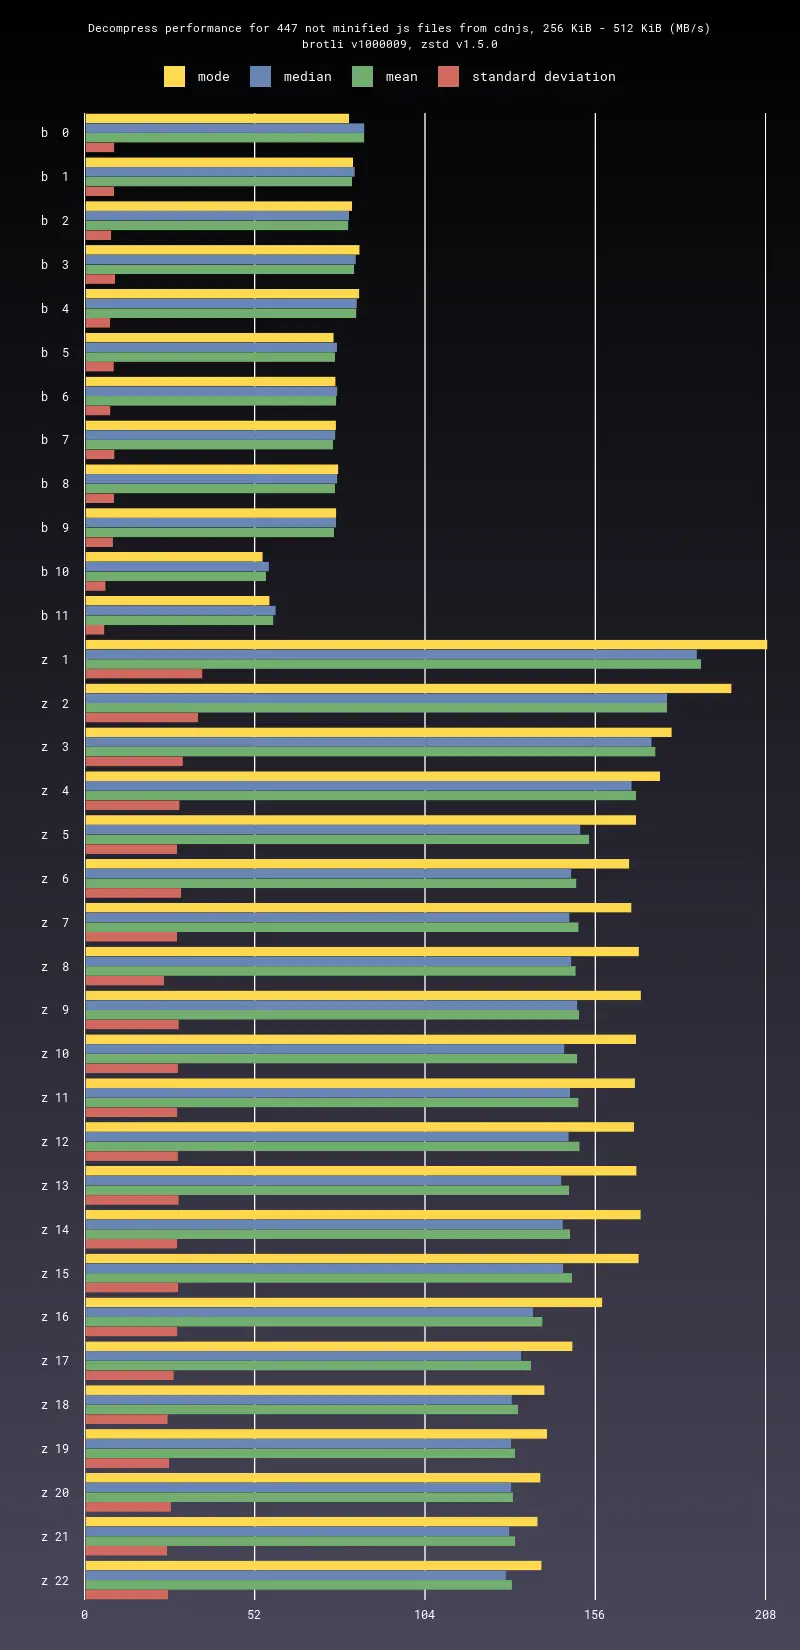 Decompress performance for 447 not minified js files from cdnjs, 256 KiB - 512 KiB (MB/s)
brotli v1000009, zstd v1.5.0
mode median mean standard deviation
b 0
b 1
b 2
b 3
b 4
b 5
b 6
b 7
b 8
b 9
b 10
b 11
z 1
z 2
z 3
z 4
z 5
z 6
z 7
z 8
z 9
z 10
z 11
z 12
z 13
z 14
z 15
z 16
z 17
z 18
z 19
z 20
z 21
z 22
0 52 104 156 208